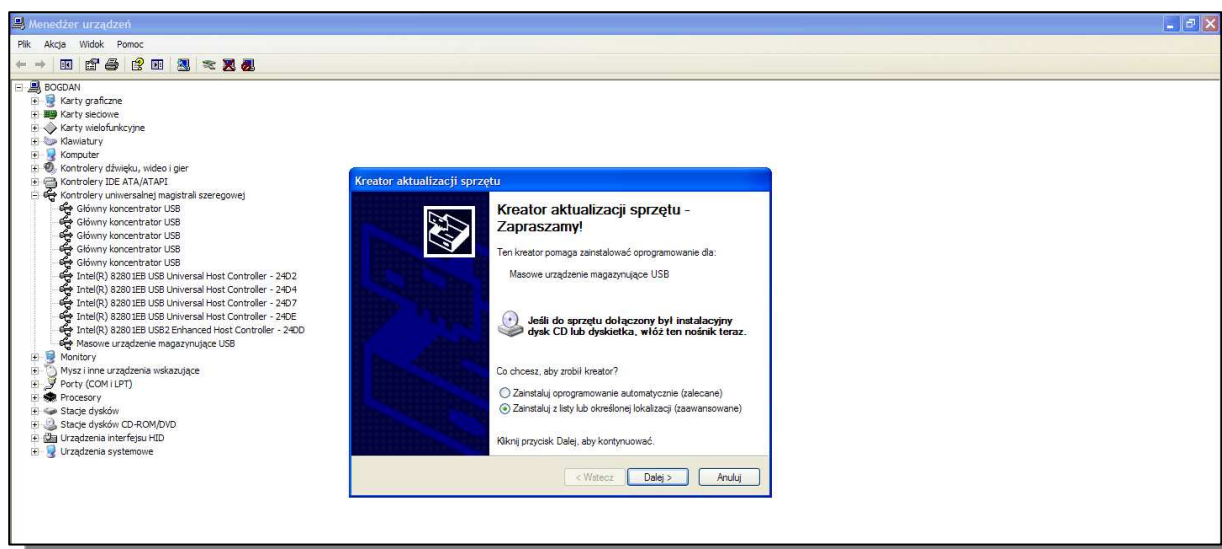 Menedżer urządzeń
Plik Akcja Widok Pomoc
BOGDAN
Karty graficzne
Karty sieciowe
Karty wielofunkcyjne
Klawiatury
Komputer
Kontrolery dźwięku, wideo i gier
Kontrolery IDE ATA/ATAPI
Kontrolery uniwersalnej magistrali szeregowej
Główny koncentrator USB
Główny koncentrator USB
Główny koncentrator USB
Główny koncentrator USB
Główny koncentrator USB
Intel(R) 82801EB USB Universal Host Controller - 24D2
Intel(R) 82801EB USB Universal Host Controller - 24D4
Intel(R) 82801EB USB Universal Host Controller - 24D7
Intel(R) 82801EB USB Universal Host Controller - 24DE
Intel(R) 82801EB USB2 Enhanced Host Controller - 24DD
Masowe urządzenie magazynujące USB
Monitory
Mysz i inne urządzenia wskazujące
Porty (COM i LPT)
Procesory
Stacje dysków
Stacje dysków CD-ROM/DVD
Urządzenia interfejsu HID
Urządzenia systemowe
Kreator aktualizacji sprzętu
Kreator aktualizacji sprzętu -
Zapraszamy!
Ten kreator pomaga zainstalować oprogramowanie dla:
Masowe urządzenie magazynujące USB
Jeśli do sprzętu dołączony był instalacyjny
dysk CD lub dyskietka, włóż ten nośnik teraz.
Co chcesz, aby zrobił kreator?
Zainstaluj oprogramowanie automatycznie (zalecane)
Zainstaluj z listy lub określonej lokalizacji (zaawansowane)
Kliknij przycisk Dalej, aby kontynuować.
< Wstecz Dalej > Anuluj